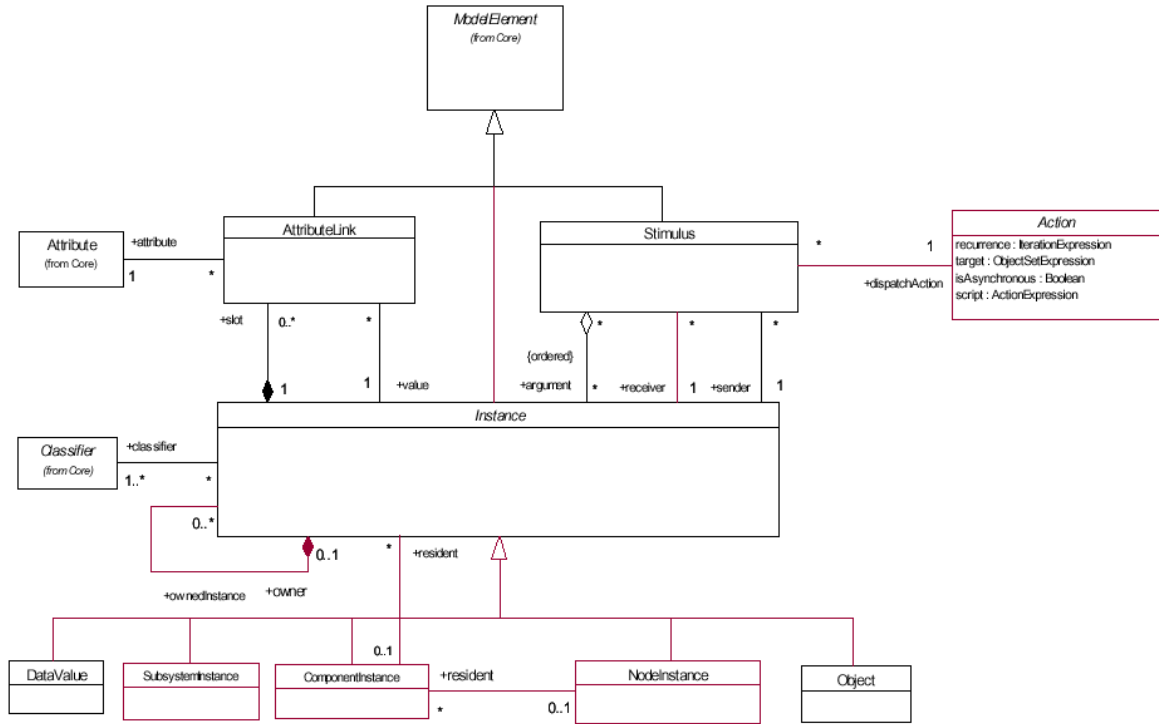 ModelElement
(from Core)
AttributeLink
Stimulus
Action
recurrence : IterationExpression
target : ObjectSetExpression
isAsynchronous : Boolean
script : ActionExpression
Attribute
(from Core)
+attribute
1
*
*
1
+dispatchAction
+slot
0..*
*
*
*
*
{ordered}
1
1
+value
+argument
*
+receiver
1
+sender
1
Instance
Classifier
(from Core)
+classifier
1..*
*
0..*
0..1
*
+resident
+ownedInstance
+owner
0..1
DataValue
SubsystemInstance
ComponentInstance
+resident
*
0..1
NodeInstance
Object